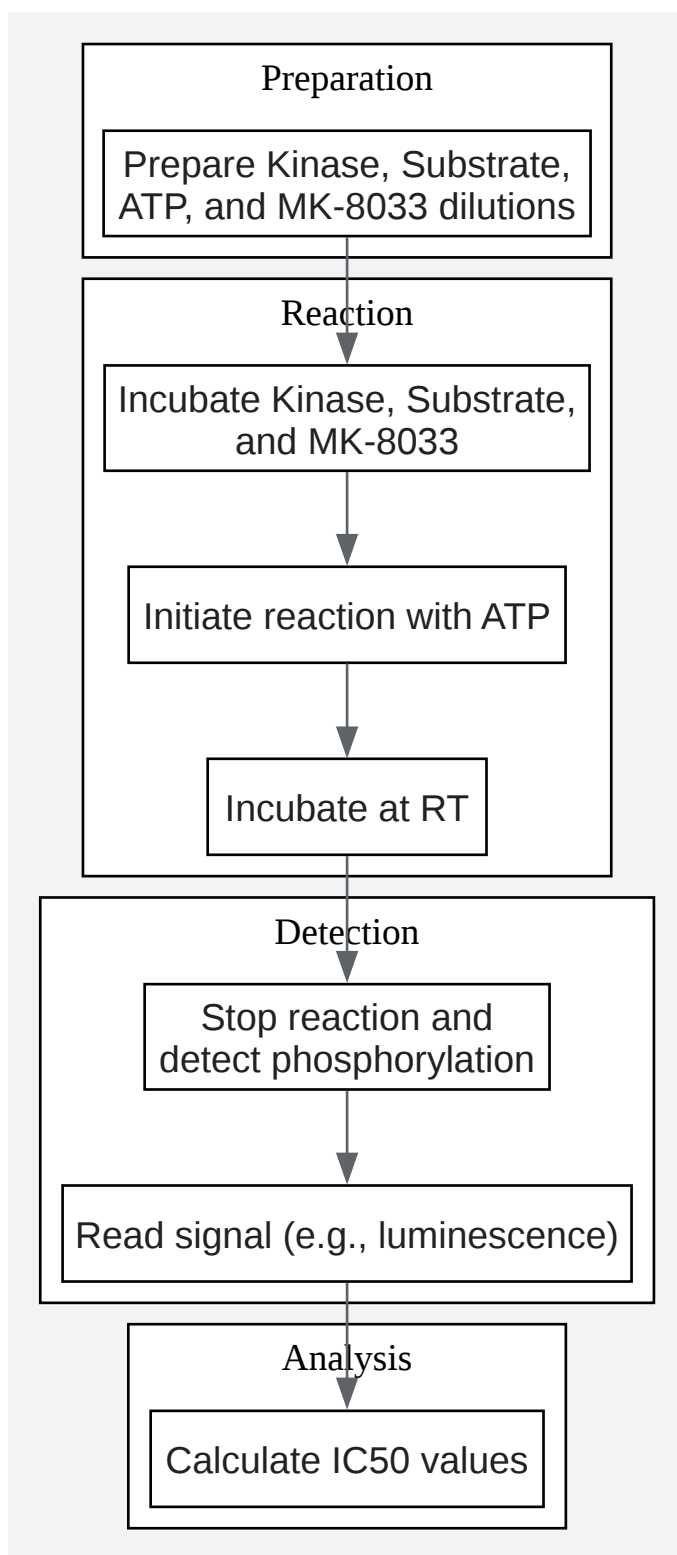 Preparation
Prepare Kinase, Substrate,
ATP, and MK-8033 dilutions
Reaction
Incubate Kinase, Substrate,
and MK-8033
Initiate reaction with ATP
Incubate at RT
Detection
Stop reaction and
detect phosphorylation
Read signal (e.g., luminescence)
Analysis
Calculate IC50 values